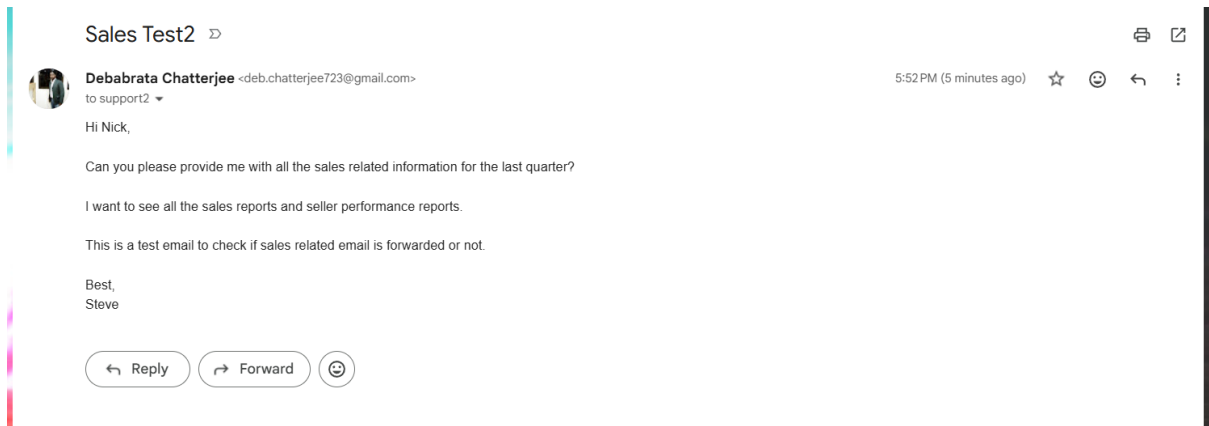 Sales Test2
Debabrata Chatterjee <deb.chatterjee723@gmail.com>
5:52 PM (5 minutes ago)
to support2
Hi Nick,
Can you please provide me with all the sales related information for the last quarter?
I want to see all the sales reports and seller performance reports.
This is a test email to check if sales related email is forwarded or not.
Best,
Steve
Reply
Forward